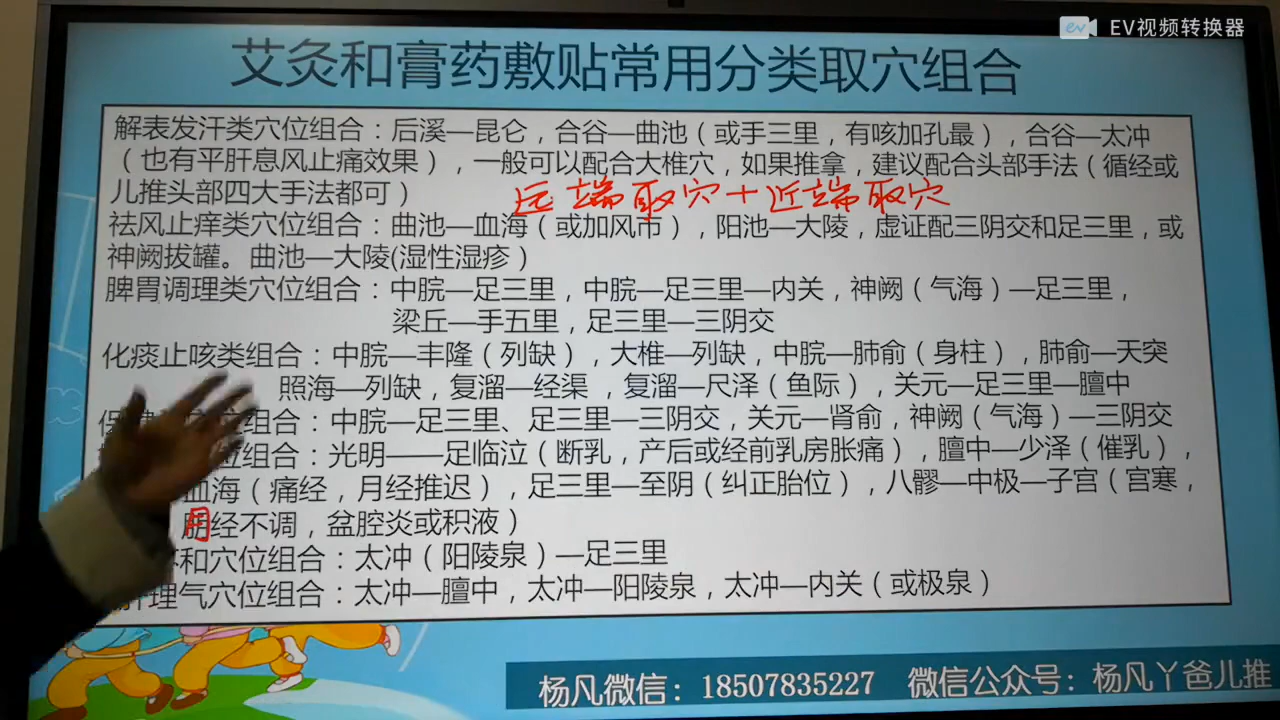 EV视频转换器
艾灸和膏药敷贴常用分类取穴组合
解表发汗类穴位组合：后溪—昆仑，合谷—曲池（或手三里，有咳加孔最），合谷—太冲
（也有平肝息风止痛效果），一般可以配合大椎穴，如果推拿，建议配合头部手法（循经或
儿推头部四大手法都可）
远端取穴+近端取穴
祛风止痒类穴位组合：曲池—血海（或加风市），阳池—大陵，虚证配三阴交和足三里，或
神阙拔罐。曲池—大陵(湿性湿疹）
脾胃调理类穴位组合：中脘—足三里，中脘—足三里—内关，神阙（气海）—足三里，
梁丘—手五里，足三里—三阴交
化痰止咳类组合：中脘—丰隆（列缺），大椎—列缺，中脘—肺俞（身柱），肺俞—天突
照海—列缺，复溜—经渠 ，复溜—尺泽（鱼际），关元—足三里—膻中
保健 位组合：中脘—足三里、足三里—三阴交，关元—肾俞，神阙（气海）—三阴交
位组合：光明——足临泣（断乳，产后或经前乳房胀痛），膻中—少泽（催乳），
血海（痛经，月经推迟），足三里—至阴（纠正胎位），八髎—中极—子宫（宫寒，
月经不调，盆腔炎或积液）
和穴位组合：太冲（阳陵泉）—足三里
理气穴位组合：太冲—膻中，太冲—阳陵泉，太冲—内关（或极泉）
杨凡微信：18507835227 微信公众号：杨凡丫爸儿推